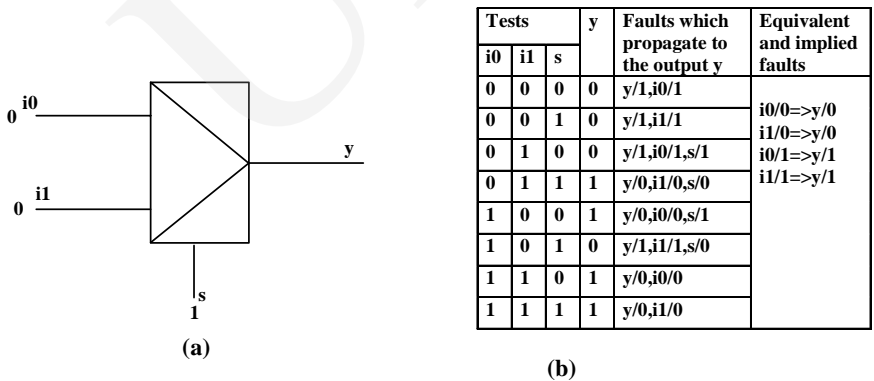 0 i0
0 i1
y
s
1
(a)
Tests y Faults which propagate to the output y Equivalent and implied faults
i0 i1 s
0 0 0 0 y/1,i0/1
0 0 1 0 y/1,i1/1
0 1 0 0 y/1,i0/1,s/1
0 1 1 1 y/0,i1/0,s/0
1 0 0 1 y/0,i0/0,s/1
1 0 1 0 y/1,i1/1,s/0
1 1 0 1 y/0,i0/0
1 1 1 1 y/0,i1/0
i0/0=>y/0
i1/0=>y/0
i0/1=>y/1
i1/1=>y/1
(b)